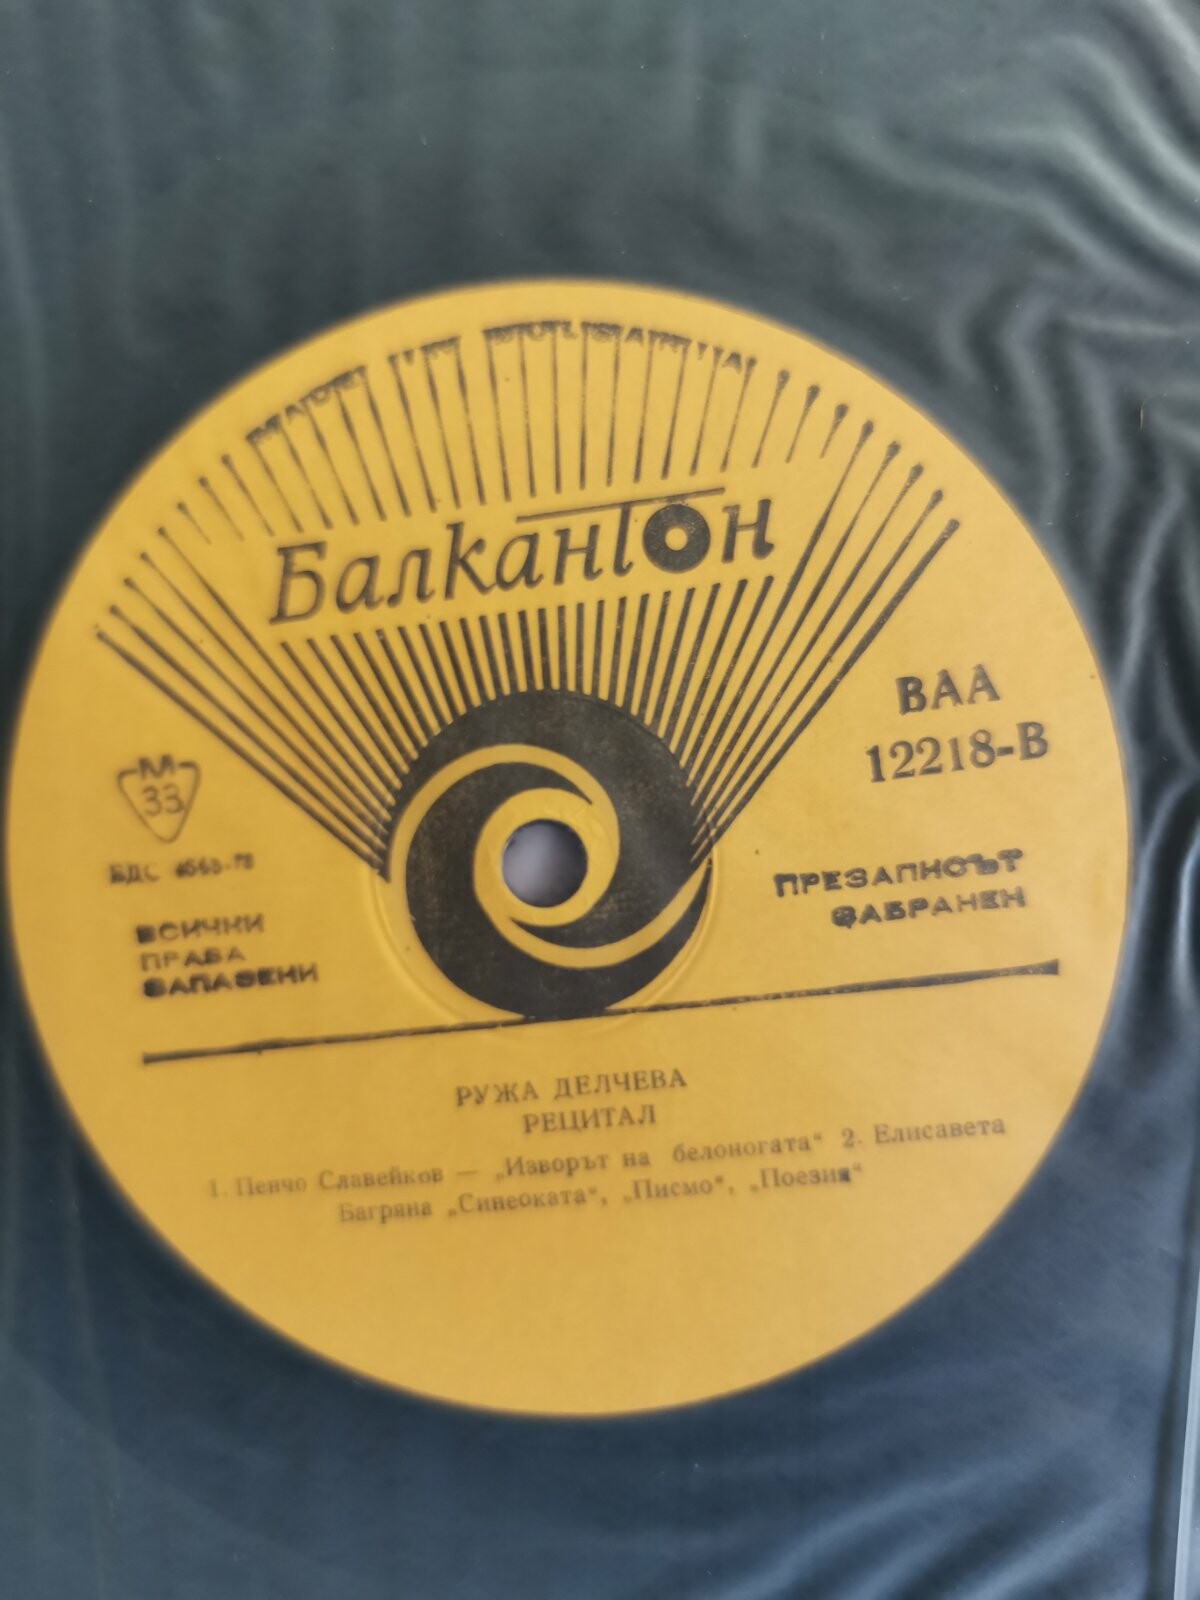 MADE IN BULGARIA
Балкантон
ВАА
12218-В
М
33
БДС
ПРЕЗАПИСЪТ
ЗАБРАНЕН
ВСИЧКИ
ПРАВА
ЗАПАЗЕНИ
РУЖА ДЕЛЧЕВА
РЕЦИТАЛ
1. Пенчо Славейков — „Изворът на белоногата“ 2. Елисавета
Багряна „Синеоката“, „Писмо“, „Поезия“